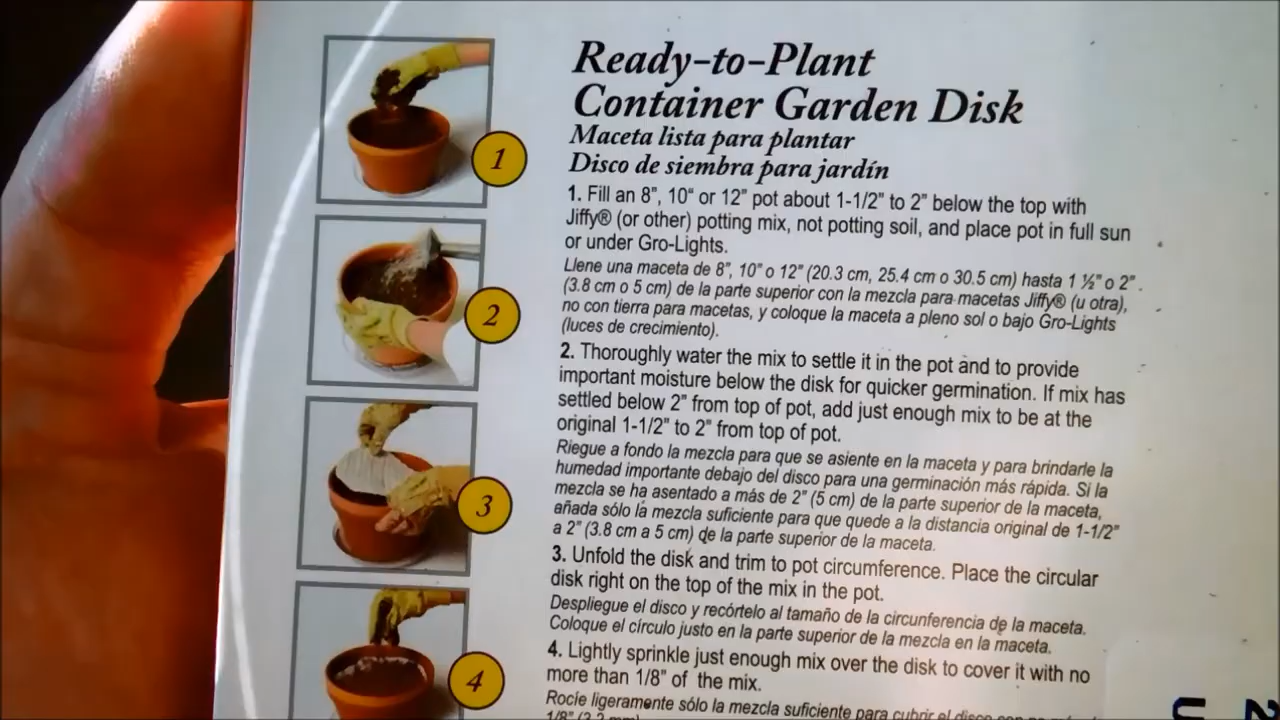 Ready-to-Plant
Container Garden Disk
Maceta lista para plantar
Disco de siembra para jardín
1. Fill an 8", 10" or 12" pot about 1-1/2" to 2" below the top with
Jiffy® (or other) potting mix, not potting soil, and place pot in full sun
or under Gro-Lights.
Llene una maceta de 8", 10" o 12" (20.3 cm, 25.4 cm o 30.5 cm) hasta 1 ½" o 2"
(3.8 cm o 5 cm) de la parte superior con la mezcla para macetas Jiffy® (u otra),
no con tierra para macetas, y coloque la maceta a pleno sol o bajo Gro-Lights
(luces de crecimiento).
2. Thoroughly water the mix to settle it in the pot and to provide
important moisture below the disk for quicker germination. If mix has
settled below 2" from top of pot, add just enough mix to be at the
original 1-1/2" to 2" from top of pot.
Riegue a fondo la mezcla para que se asiente en la maceta y para brindarle la
humedad importante debajo del disco para una germinación más rápida. Si la
mezcla se ha asentado a más de 2" (5 cm) de la parte superior de la maceta,
añada sólo la mezcla suficiente para que quede a la distancia original de 1-1/2"
a 2" (3.8 cm a 5 cm) de la parte superior de la maceta.
3. Unfold the disk and trim to pot circumference. Place the circular
disk right on the top of the mix in the pot.
Despliegue el disco y recórtelo al tamaño de la circunferencia de la maceta.
Coloque el círculo justo en la parte superior de la mezcla en la maceta.
4. Lightly sprinkle just enough mix over the disk to cover it with no
more than 1/8" of the mix.
Rocíe ligeramente sólo la mezcla suficiente para cubrir el disco con
1/8" (3.2 mm)
1
2
3
4
2
U